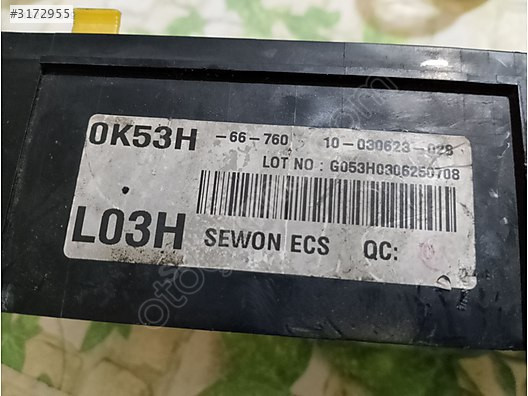 #3172955
0K53H -66-760 10-030623-028
LOT NO : G053H0306250708
L03H SEWON ECS QC: